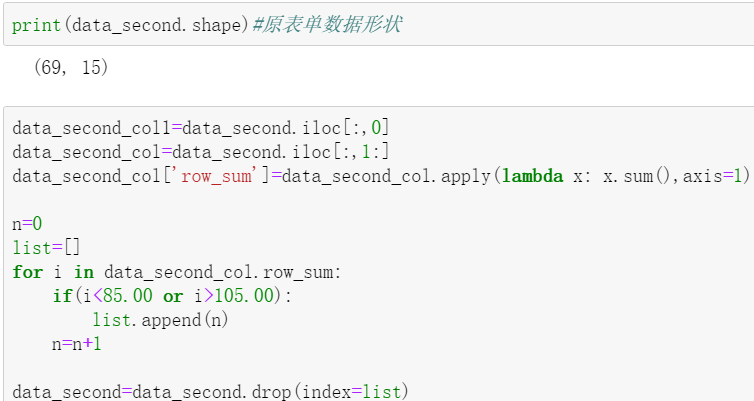 print(data_second.shape)#原表单数据形状
(69, 15)
data_second_col1=data_second.iloc[:,0]
data_second_col=data_second.iloc[:,1:]
data_second_col['row_sum']=data_second_col.apply(lambda x: x.sum(),axis=1)
n=0
list=[]
for i in data_second_col.row_sum:
    if(i<85.00 or i>105.00):
        list.append(n)
    n=n+1
data_second=data_second.drop(index=list)